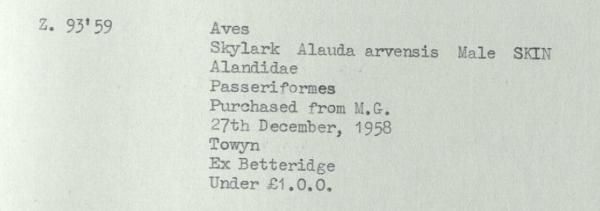 Z. 93'59 Aves
Skylark Alauda arvensis Male SKIN
Alandidae
Passeriformes
Purchased from M.G.
27th December, 1958
Towyn
Ex Betteridge
Under £1.0.0.